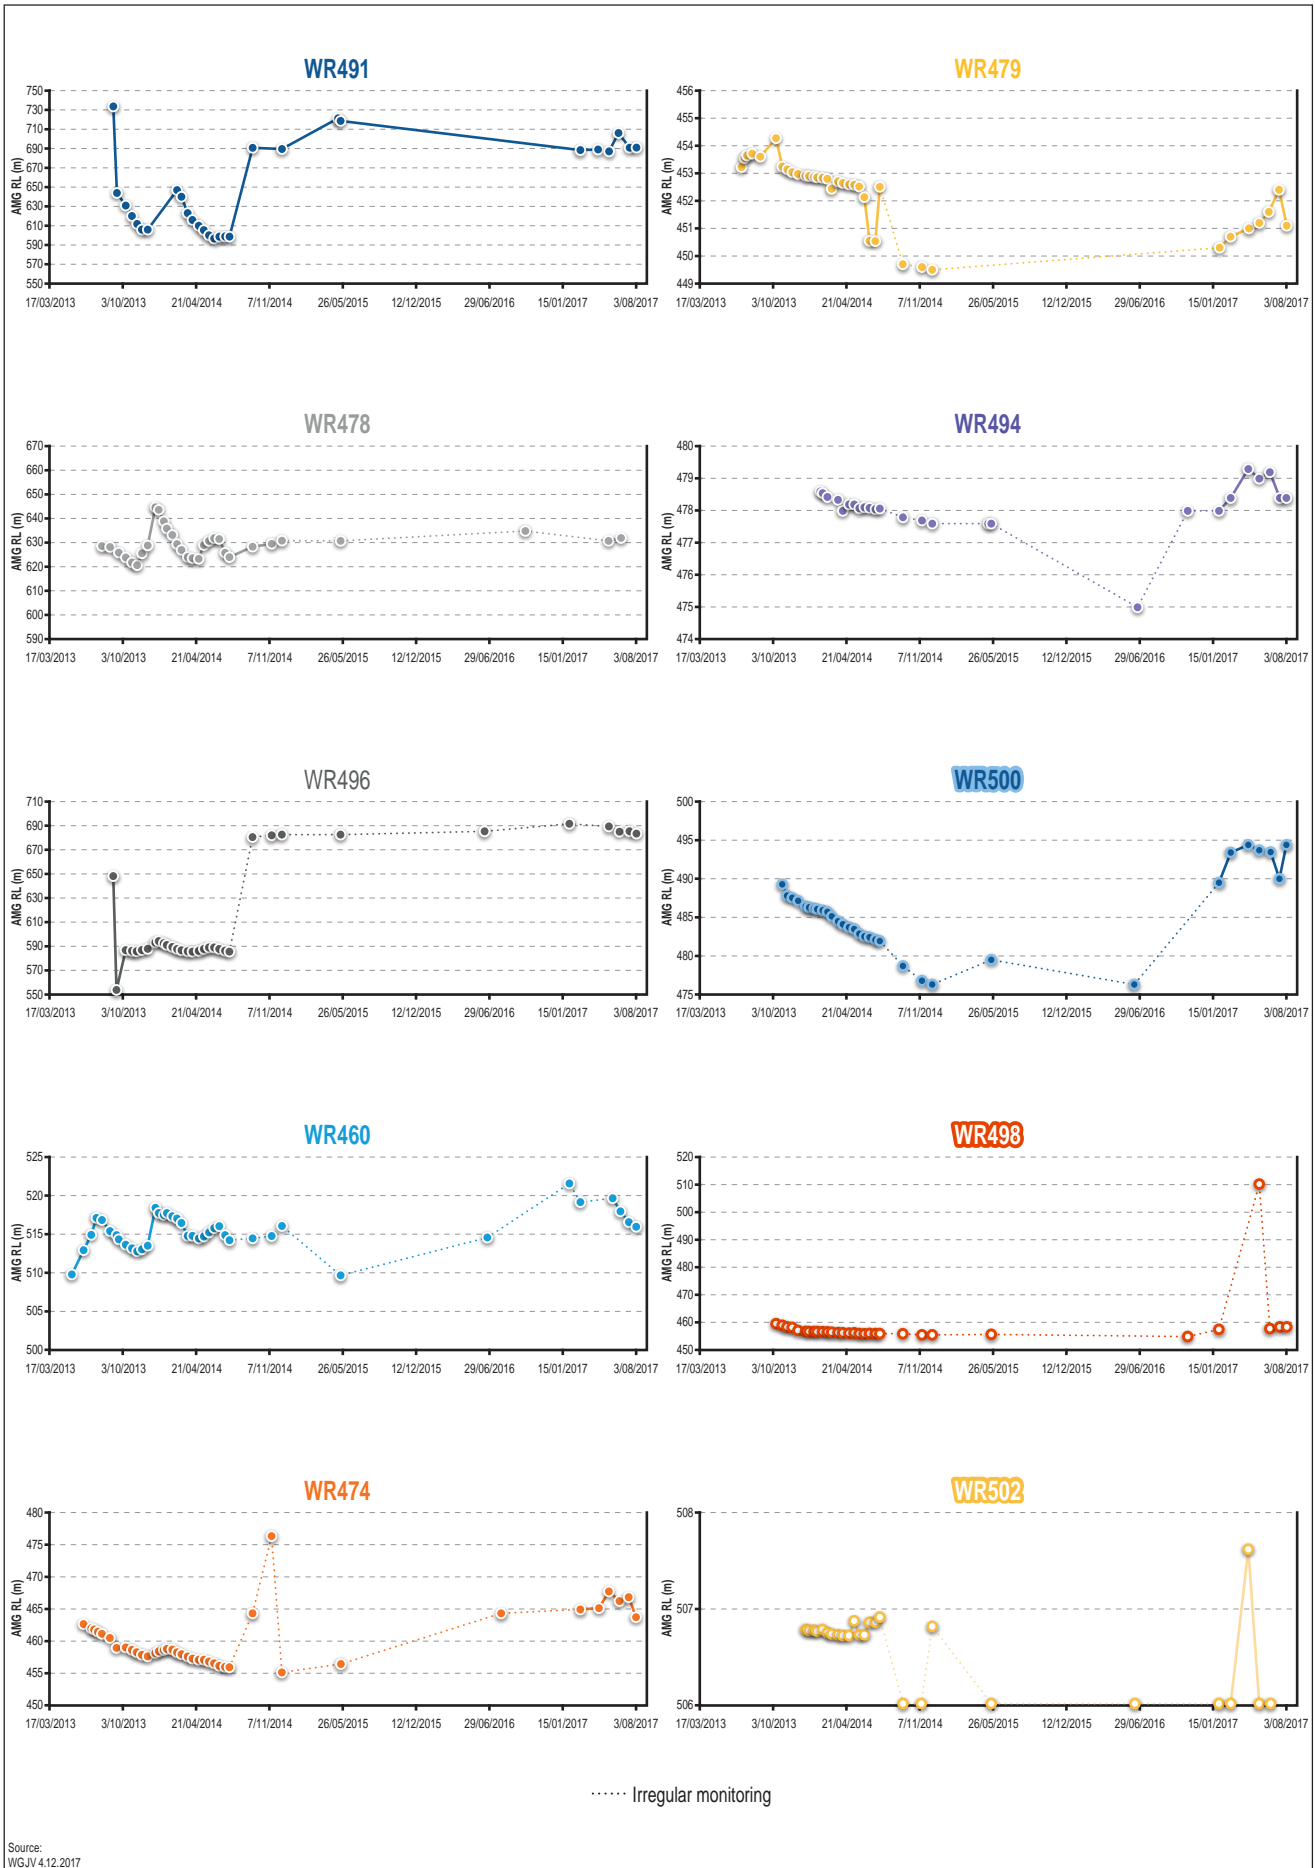 WR491
AMG RL (m)
750
730
710
690
670
650
630
610
590
570
550
17/03/2013 3/10/2013 21/04/2014 7/11/2014 26/05/2015 12/12/2015 29/06/2016 15/01/2017 3/08/2017
WR479
AMG RL (m)
456
455
454
453
452
451
450
449
17/03/2013 3/10/2013 21/04/2014 7/11/2014 26/05/2015 12/12/2015 29/06/2016 15/01/2017 3/08/2017
WR478
AMG RL (m)
670
660
650
640
630
620
600
600
590
17/03/2013 3/10/2013 21/04/2014 7/11/2014 26/05/2015 12/12/2015 29/06/2016 15/01/2017 3/08/2017
WR494
AMG RL (m)
480
479
478
477
476
475
474
17/03/2013 3/10/2013 21/04/2014 7/11/2014 26/05/2015 12/12/2015 29/06/2016 15/01/2017 3/08/2017
WR496
AMG RL (m)
710
690
670
650
630
610
590
570
550
17/03/2013 3/10/2013 21/04/2014 7/11/2014 26/05/2015 12/12/2015 29/06/2016 15/01/2017 3/08/2017
WR500
AMG RL (m)
500
495
490
485
480
475
17/03/2013 3/10/2013 21/04/2014 7/11/2014 26/05/2015 12/12/2015 29/06/2016 15/01/2017 3/08/2017
WR460
AMG RL (m)
525
520
515
510
505
500
17/03/2013 3/10/2013 21/04/2014 7/11/2014 26/05/2015 12/12/2015 29/06/2016 15/01/2017 3/08/2017
WR498
AMG RL (m)
520
510
500
490
480
470
460
450
17/03/2013 3/10/2013 21/04/2014 7/11/2014 26/05/2015 12/12/2015 29/06/2016 15/01/2017 3/08/2017
WR474
AMG RL (m)
480
475
470
465
460
455
450
17/03/2013 3/10/2013 21/04/2014 7/11/2014 26/05/2015 12/12/2015 29/06/2016 15/01/2017 3/08/2017
WR502
AMG RL (m)
508
507
506
17/03/2013 3/10/2013 21/04/2014 7/11/2014 26/05/2015 12/12/2015 29/06/2016 15/01/2017 3/08/2017
Irregular monitoring
Source:
WGJV 4.12.2017